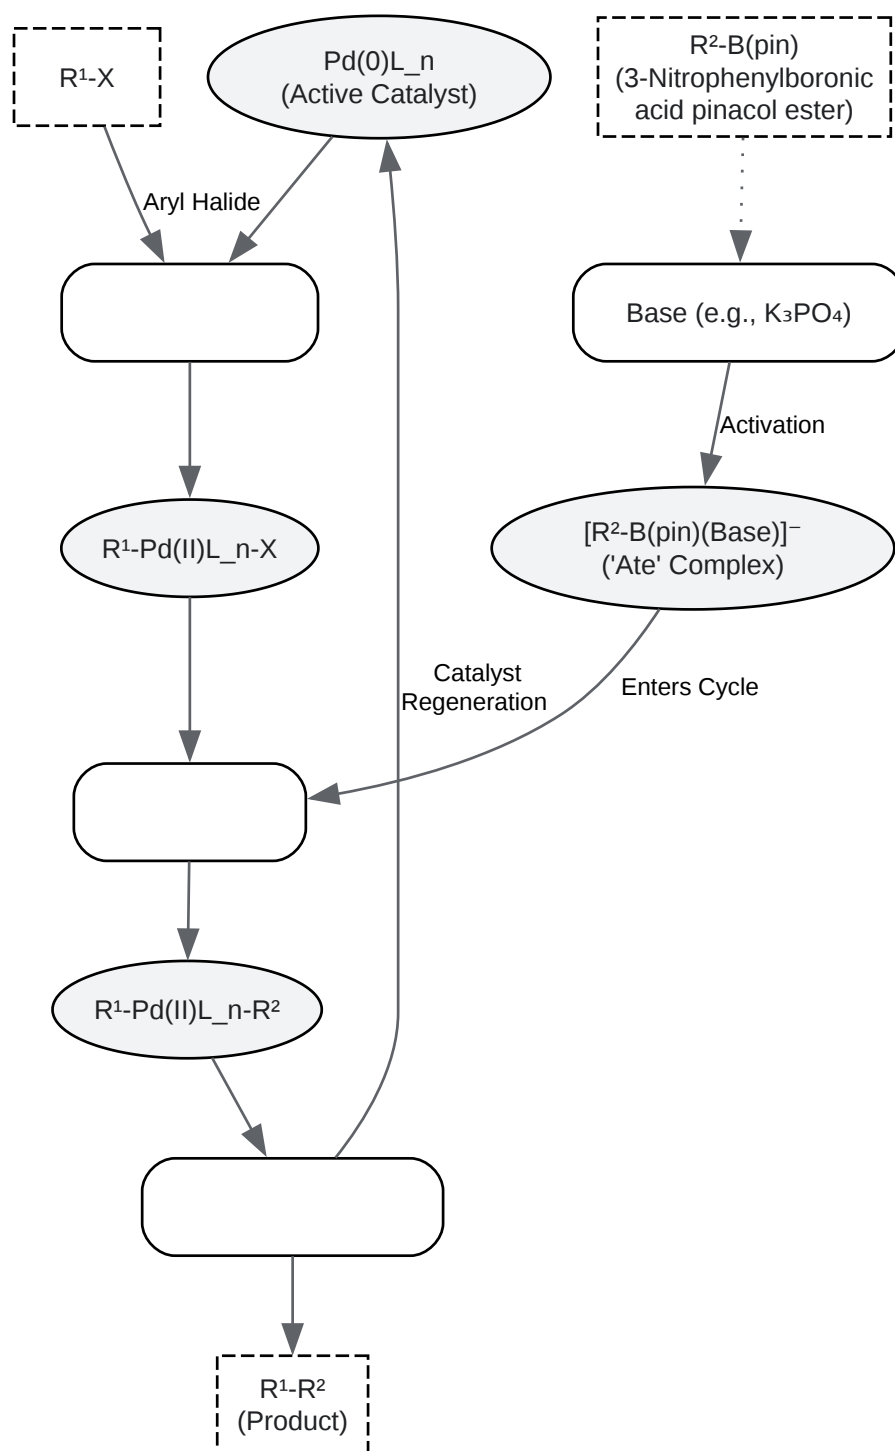 R¹-X
Pd(0)L_n
(Active Catalyst)
R²-B(pin)
(3-Nitrophenylboronic
acid pinacol ester)
Aryl Halide
Base (e.g., K₃PO₄)
Activation
R¹-Pd(II)L_n-X
[R²-B(pin)(Base)]⁻
('Ate' Complex)
Catalyst
Regeneration
Enters Cycle
R¹-Pd(II)L_n-R²
R¹-R²
(Product)